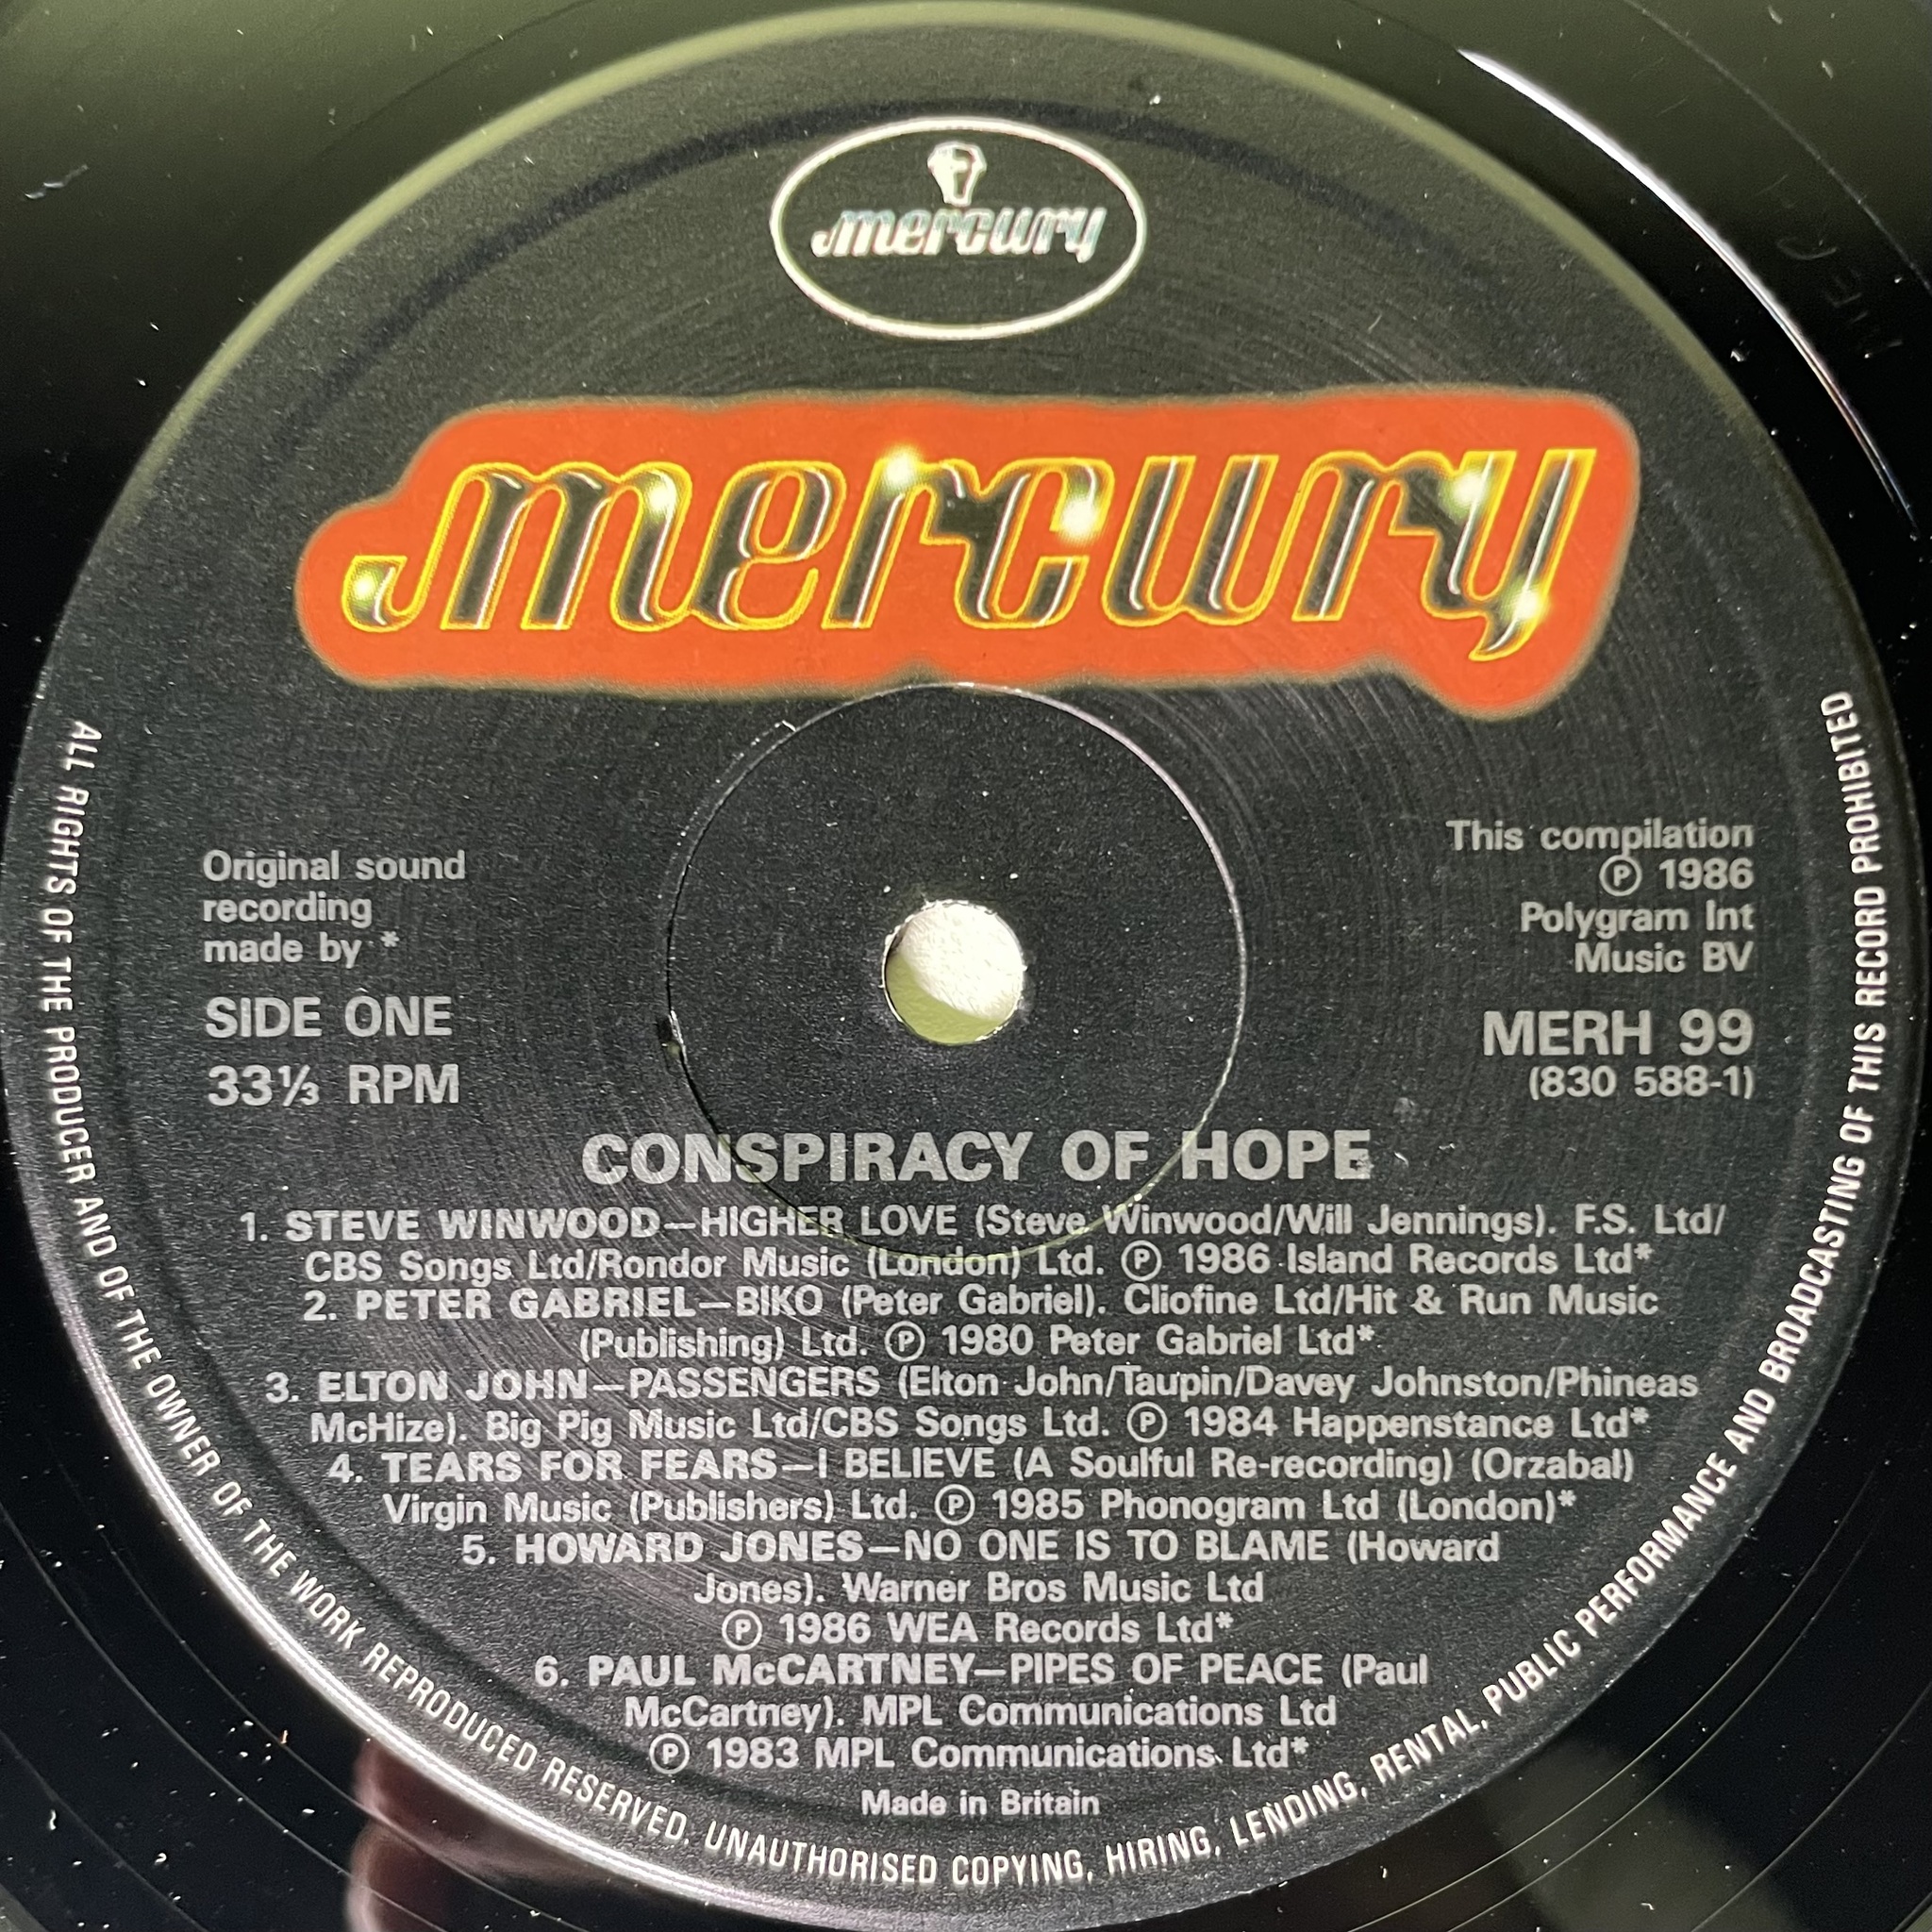 mercury
mercury
Original sound
recording
made by *
SIDE ONE
33⅓ RPM
This compilation
Ⓟ 1986
Polygram Int
Music BV
MERH 99
(830 588-1)
CONSPIRACY OF HOPE
1. STEVE WINWOOD—HIGHER LOVE (Steve Winwood/Will Jennings). F.S. Ltd/
CBS Songs Ltd/Rondor Music (London) Ltd. Ⓟ 1986 Island Records Ltd*
2. PETER GABRIEL—BIKO (Peter Gabriel). Cliofine Ltd/Hit & Run Music
(Publishing) Ltd. Ⓟ 1980 Peter Gabriel Ltd*
3. ELTON JOHN—PASSENGERS (Elton John/Taupin/Davey Johnston/Phineas
McHize). Big Pig Music Ltd/CBS Songs Ltd. Ⓟ 1984 Happenstance Ltd*
4. TEARS FOR FEARS—I BELIEVE (A Soulful Re-recording) (Orzabal)
Virgin Music (Publishers) Ltd. Ⓟ 1985 Phonogram Ltd (London)*
5. HOWARD JONES—NO ONE IS TO BLAME (Howard
Jones). Warner Bros Music Ltd
Ⓟ 1986 WEA Records Ltd*
6. PAUL McCARTNEY—PIPES OF PEACE (Paul
McCartney). MPL Communications Ltd
Ⓟ 1983 MPL Communications Ltd*
Made in Britain
ALL RIGHTS OF THE PRODUCER AND OF THE OWNER OF THE WORK REPRODUCED RESERVED. UNAUTHORISED COPYING, HIRING, LENDING, RENTAL, PUBLIC PERFORMANCE AND BROADCASTING OF THIS RECORD PROHIBITED